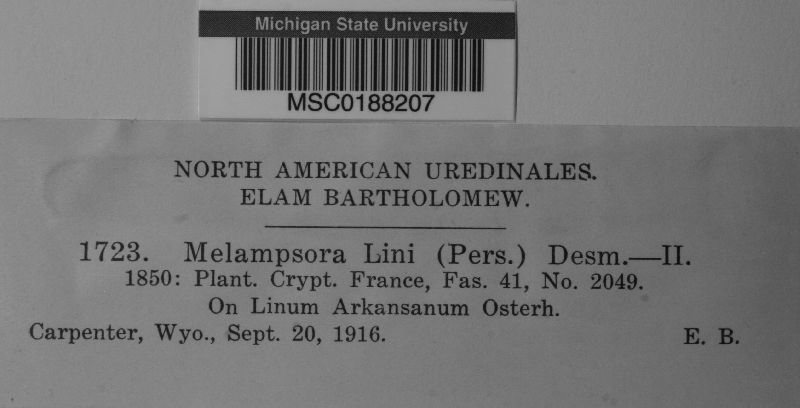 Michigan State University
MSC0188207
NORTH AMERICAN UREDINALES.
ELAM BARTHOLOMEW.
1723. Melampsora Lini (Pers.) Desm.—II.
1850: Plant. Crypt. France, Fas. 41, No. 2049.
On Linum Arkansanum Osterh.
Carpenter, Wyo., Sept. 20, 1916. E. B.